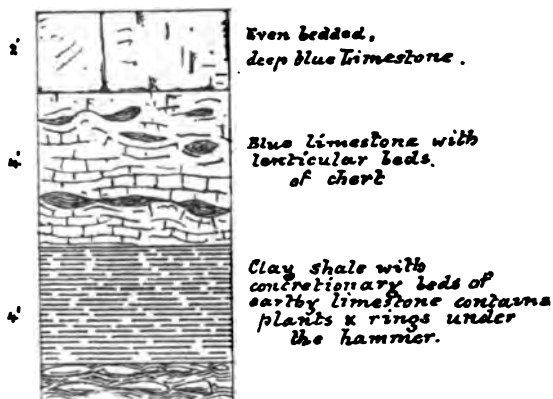 2'
Even bedded,
deep blue limestone.
4'
Blue limestone with
lenticular beds.
of chert
4'
Clay shale with
concretionary beds of
earthy limestone contains
plants & rings under
the hammer.